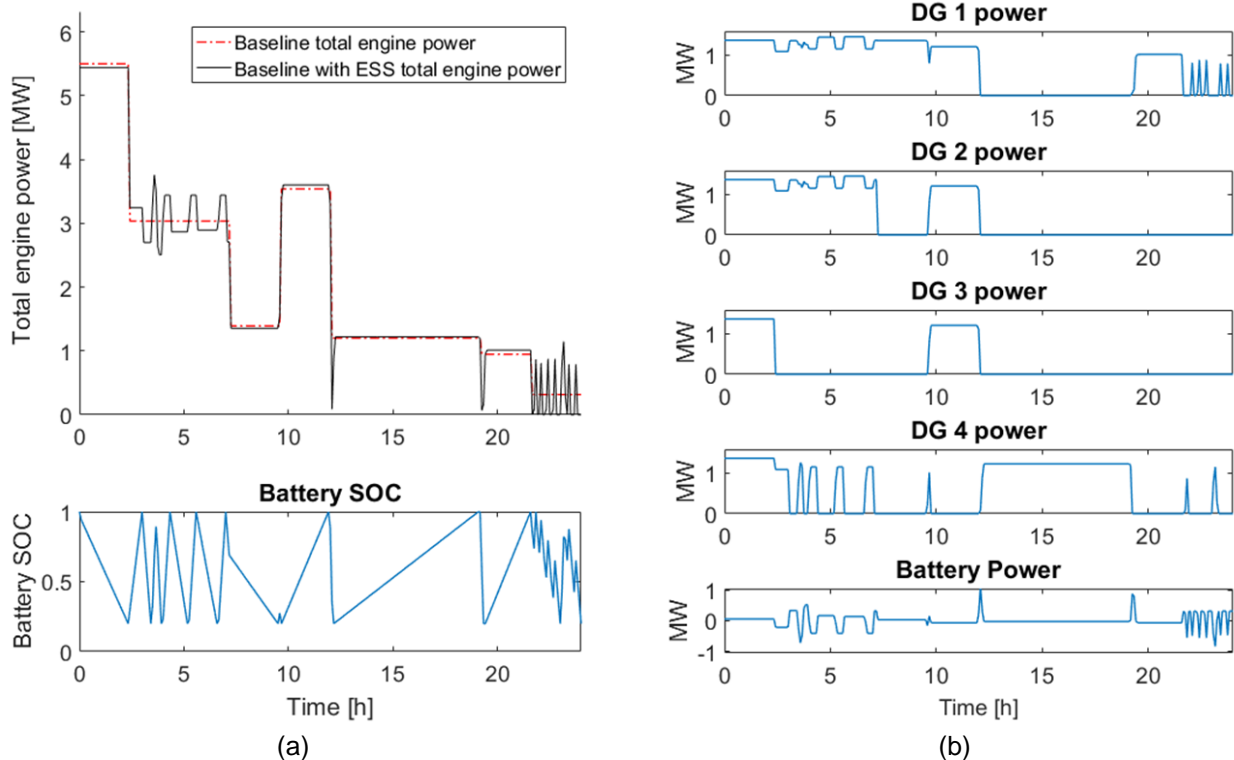 6
5
4
3
2
1
0
Total engine power [MW]
Baseline total engine power
Baseline with ESS total engine power
0 5 10 15 20
Battery SOC
1
0.5
0
Battery SOC
0 5 10 15 20
Time [h]
(a)
DG 1 power
MW
1
0
0 5 10 15 20
DG 2 power
MW
1
0
0 5 10 15 20
DG 3 power
MW
1
0
0 5 10 15 20
DG 4 power
MW
1
0
0 5 10 15 20
Battery Power
MW
1
0
-1
0 5 10 15 20
Time [h]
(b)